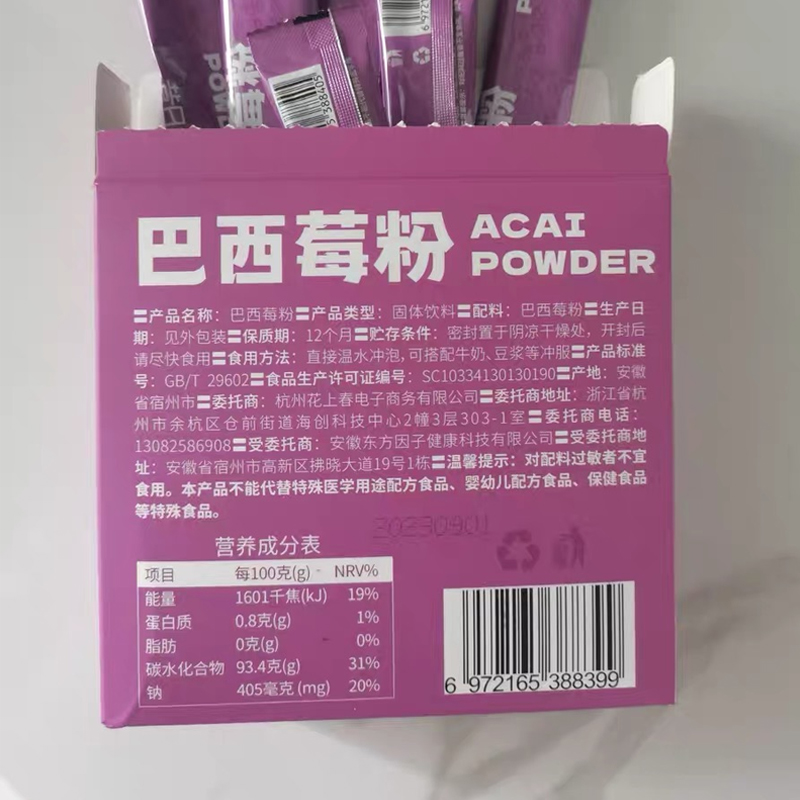 粉莓
POW
5 388405
6 972
粉
巴西莓粉 ACAI POWDER
〓产品名称：巴西莓粉〓产品类型：固体饮料〓配料：巴西莓粉〓生产日
期：见外包装〓保质期：12个月〓贮存条件：密封置于阴凉干燥处，开封后
请尽快食用〓食用方法：直接温水冲泡,可搭配牛奶、豆浆等冲服〓产品标准
号：GB/T 29602〓食品生产许可证编号：SC10334130130190〓产地：安徽
省宿州市〓委托商：杭州花上春电子商务有限公司〓委托商地址：浙江省杭
州市余杭区仓前街道海创科技中心2幢3层303-1室〓委托商电话：
13082586908〓受委托商：安徽东方因子健康科技有限公司〓受委托商地
址：安徽省宿州市高新区拂晓大道19号1栋〓温馨提示：对配料过敏者不宜
食用。本产品不能代替特殊医学用途配方食品、婴幼儿配方食品、保健食品
等特殊食品。
20230901
营养成分表
项目 每100克(g) NRV%
能量 1601千焦(kJ) 19%
蛋白质 0.8克(g) 1%
脂肪 0克(g) 0%
碳水化合物 93.4克(g) 31%
钠 405毫克 (mg) 20%
6 972165 388399